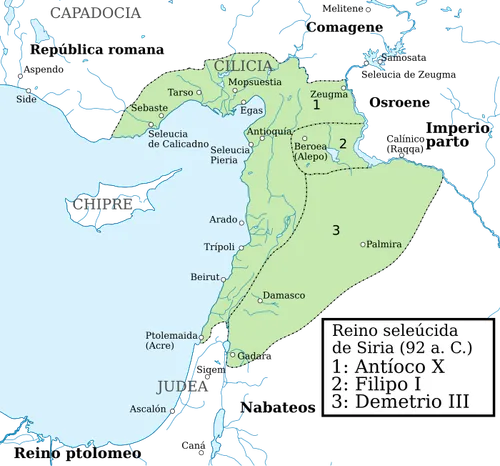 CAPADOCIA
Melitene
Comagene
República romana
CILICIA
Samosata
Aspendo
Mopsuestia
Seleucia de Zeugma
Side
Tarso
Zeugma
Sebaste
Egas
1
Osroene
Seleucia
de Calicadno
Antioquía
Imperio
parto
Seleucia
Pieria
Beroea
(Alepo)
2
Calínico
(Raqqa)
CHIPRE
Arado
3
Trípoli
Palmira
Beirut
Damasco
Ptolemaida
(Acre)
Gadara
Sigem
JUDEA
Ascalón
Nabateos
Caná
Reino ptolomeo
Reino seleúcida
de Siria (92 a. C.)
1: Antíoco X
2: Filipo I
3: Demetrio III